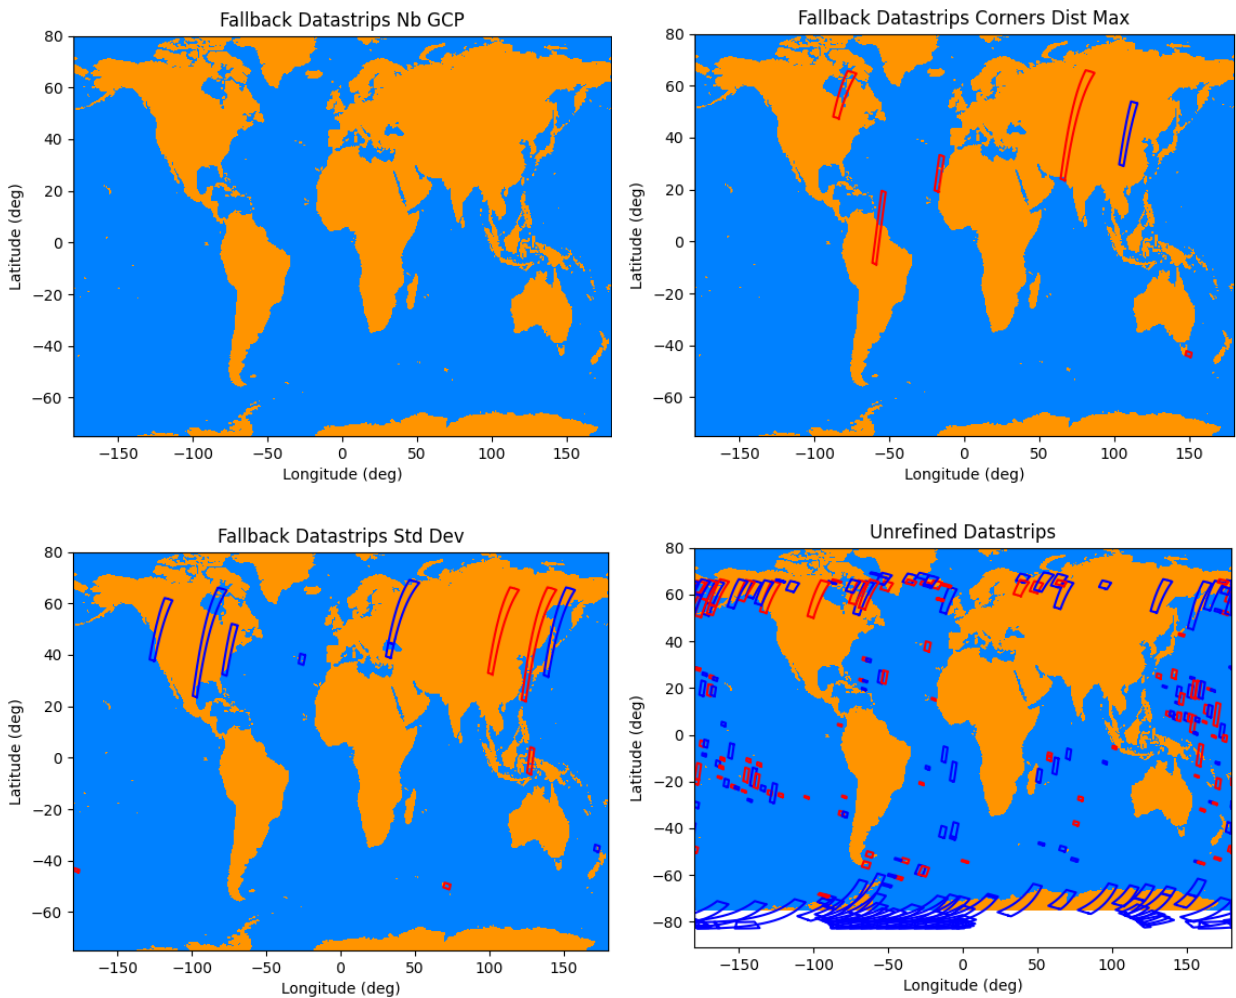 Fallback Datastrips Nb GCP
80
60
40
20
0
−20
−40
−60
Latitude (deg)
−150 −100 −50 0 50 100 150
Longitude (deg)
Fallback Datastrips Corners Dist Max
80
60
40
20
0
−20
−40
−60
Latitude (deg)
−150 −100 −50 0 50 100 150
Longitude (deg)
Fallback Datastrips Std Dev
80
60
40
20
0
−20
−40
−60
Latitude (deg)
−150 −100 −50 0 50 100 150
Longitude (deg)
Unrefined Datastrips
80
60
40
20
0
−20
−40
−60
−80
Latitude (deg)
−150 −100 −50 0 50 100 150
Longitude (deg)